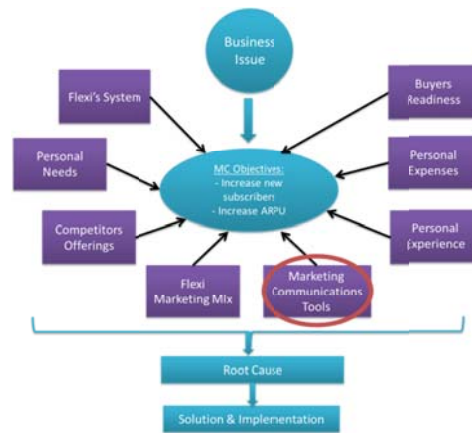 Business
Issue
Flexi's System
Buyers
Readiness
Personal
Needs
MC Objectives:
- Increase new
subscribers
- Increase ARPU
Personal
Expenses
Competitors
Offerings
Personal
Experience
Flexi
Marketing MIx
Marketing
Communications
Tools
Root Cause
Solution & Implementation